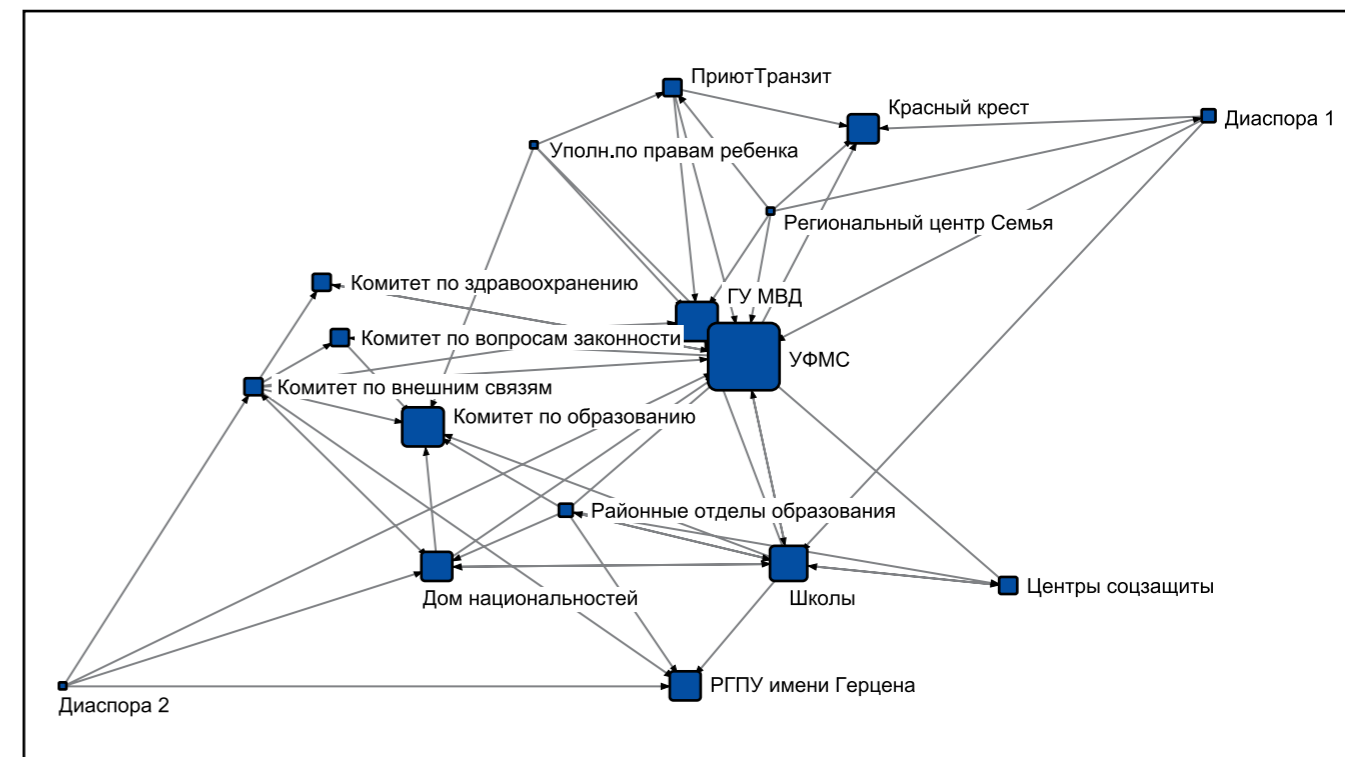 ПриютТранзит
Красный крест
Диаспора 1
Уполн.по правам ребенка
Региональный центр Семья
Комитет по здравоохранению
ГУ МВД
Комитет по вопросам законности
УФМС
Комитет по внешним связям
Комитет по образованию
Районные отделы образования
Центры соцзащиты
Дом национальностей
Школы
РГПУ имени Герцена
Диаспора 2